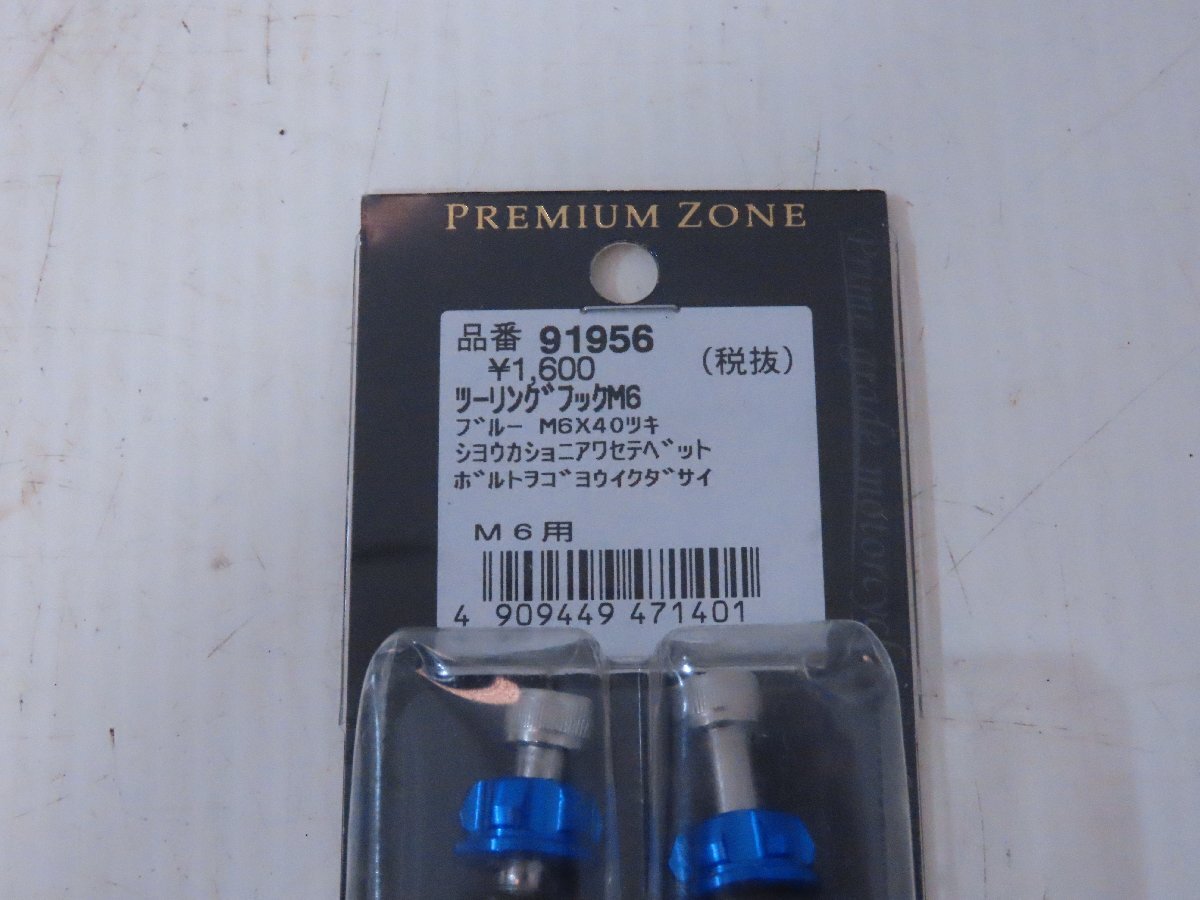 PREMIUM ZONE
品番 91956
¥1,600 (税抜)
ツーリングフックM6
ブルー M6X40ツキ
シヨウカショニアワセテベット
ボルトヲゴヨウイクダサイ
M6用
4 909449 471401